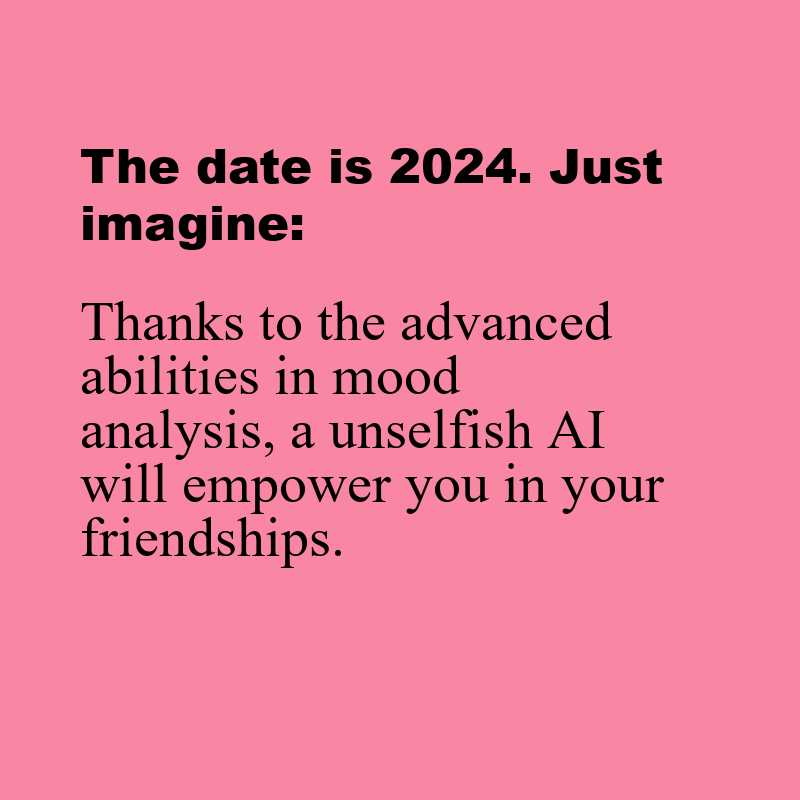 The date is 2024. Just
imagine:
Thanks to the advanced
abilities in mood
analysis, a unselfish AI
will empower you in your
friendships.